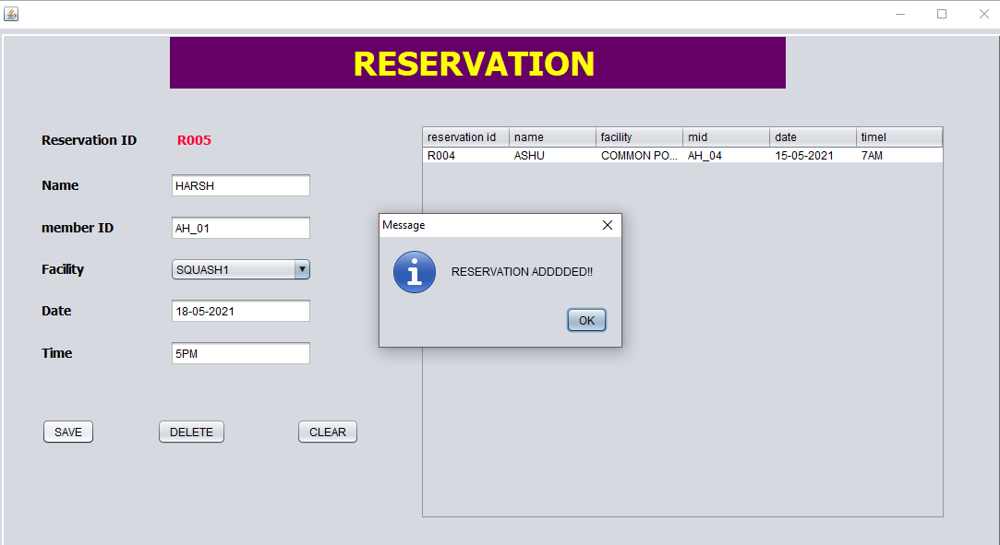 RESERVATION
Reservation ID R005
Name HARSH
member ID AH_01
Facility SQUASH1
Date 18-05-2021
Time 5PM
SAVE DELETE CLEAR
reservation id name facility mid date timel
R004 ASHU COMMON PO... AH_04 15-05-2021 7AM
Message
RESERVATION ADDDDED!!
OK